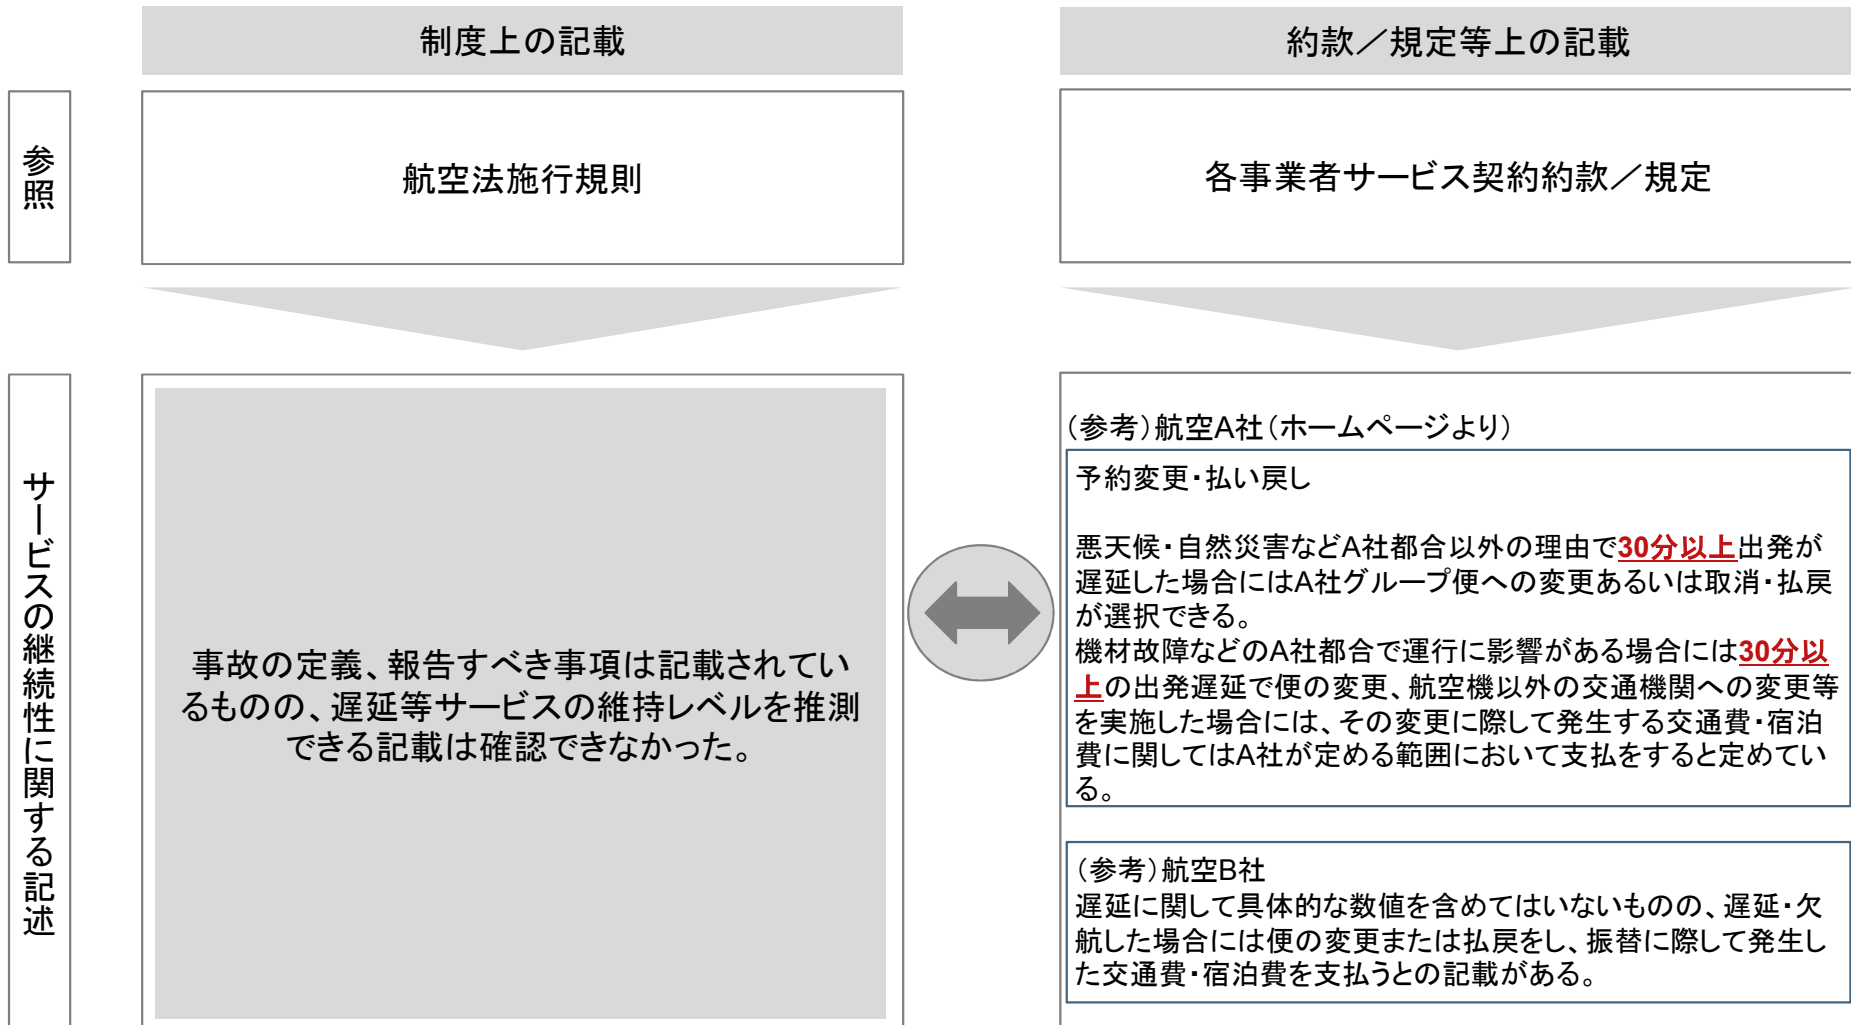 制度上の記載
約款／規定等上の記載
参照
航空法施行規則
各事業者サービス契約約款／規定
サービスの継続性に関する記述
事故の定義、報告すべき事項は記載されてい
るものの、遅延等サービスの維持レベルを推測
できる記載は確認できなかった。
（参考）航空A社（ホームページより）
予約変更・払い戻し
悪天候・自然災害などA社都合以外の理由で30分以上出発が
遅延した場合にはA社グループ便への変更あるいは取消・払戻
が選択できる。
機材故障などのA社都合で運行に影響がある場合には30分以
上の出発遅延で便の変更、航空機以外の交通機関への変更等
を実施した場合には、その変更に際して発生する交通費・宿泊
費に関してはA社が定める範囲において支払をすると定めてい
る。
（参考）航空B社
遅延に関して具体的な数値を含めてはいないものの、遅延・欠
航した場合には便の変更または払戻をし、振替に際して発生し
た交通費・宿泊費を支払うとの記載がある。